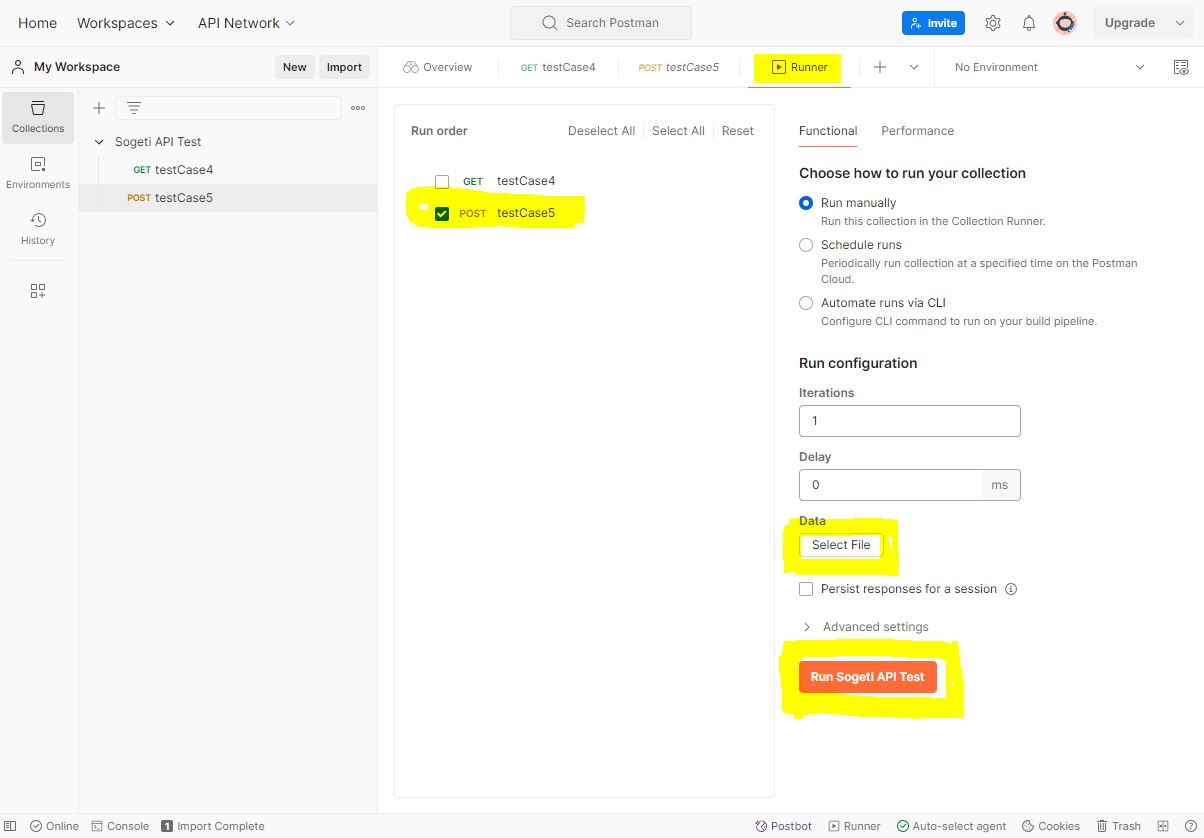 Home Workspaces API Network Search Postman Invite Upgrade
My Workspace New Import Overview GET testCase4 POST testCase5 Runner No Environment
Collections
Environments
History
Sogeti API Test
GET testCase4
POST testCase5
Run order Deselect All Select All Reset
GET testCase4
POST testCase5
Functional Performance
Choose how to run your collection
Run manually
Run this collection in the Collection Runner.
Schedule runs
Periodically run collection at a specified time on the Postman
Cloud.
Automate runs via CLI
Configure CLI command to run on your build pipeline.
Run configuration
Iterations
1
Delay
0 ms
Data
Select File
Persist responses for a session
Advanced settings
Run Sogeti API Test
Online Console 1 Import Complete Postbot Runner Auto-select agent Cookies Trash